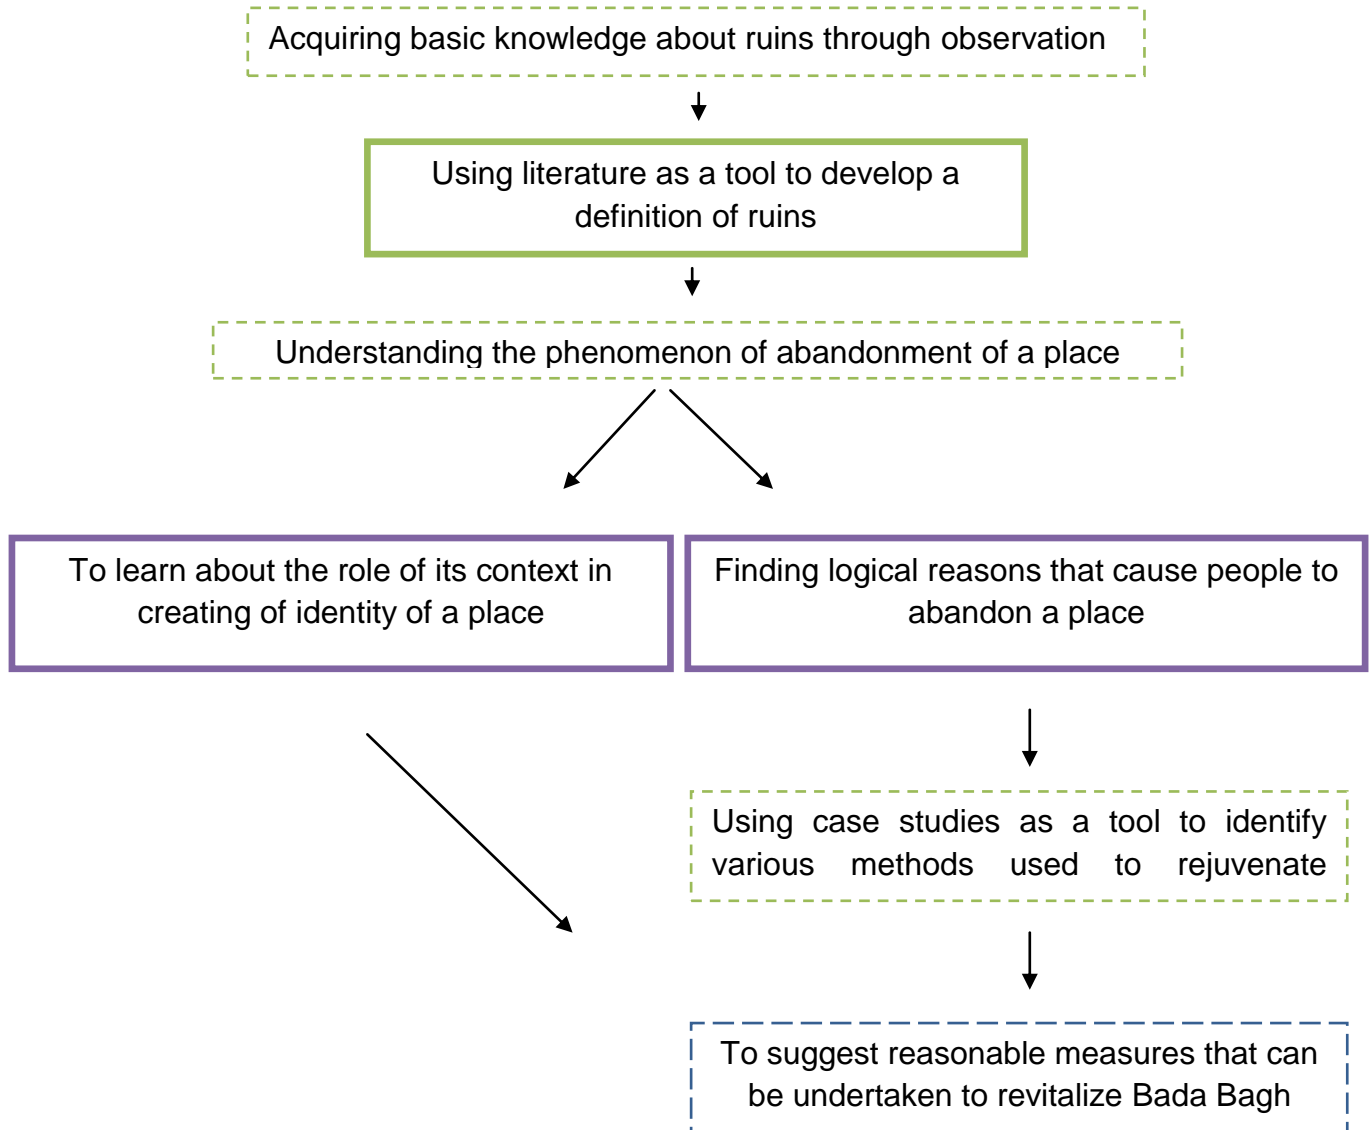 Acquiring basic knowledge about ruins through observation
Using literature as a tool to develop a
definition of ruins
Understanding the phenomenon of abandonment of a place
To learn about the role of its context in
creating of identity of a place
Finding logical reasons that cause people to
abandon a place
Using case studies as a tool to identify
various methods used to rejuvenate
To suggest reasonable measures that can
be undertaken to revitalize Bada Bagh